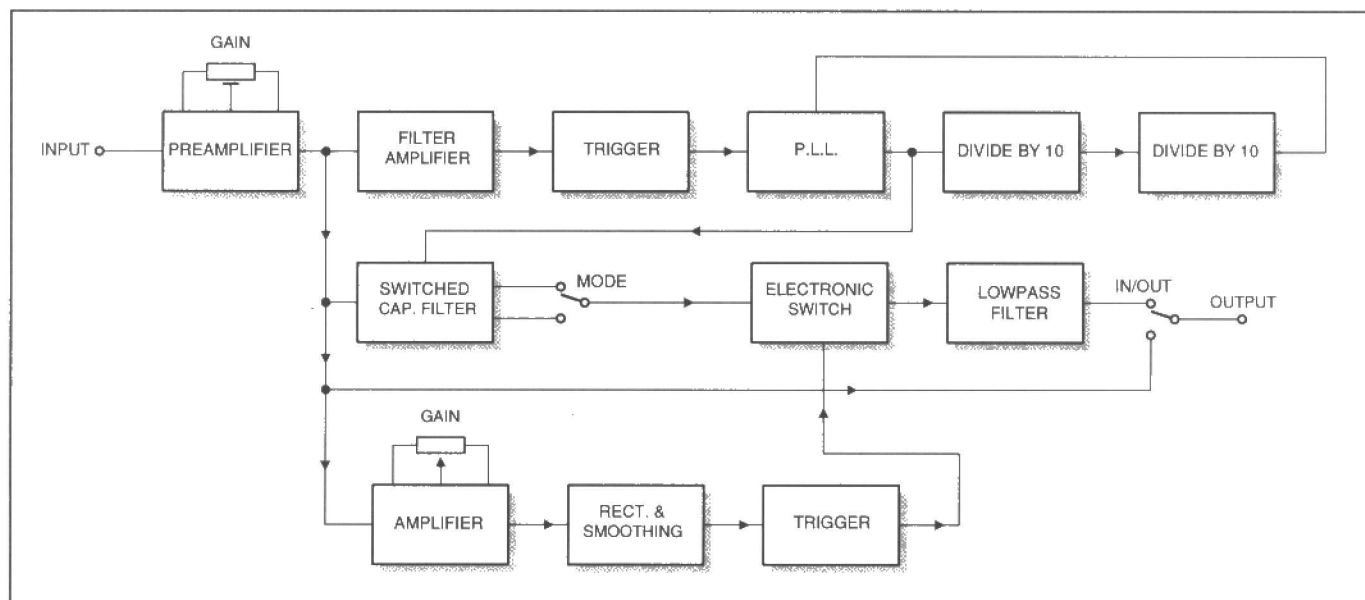 GAIN
INPUT
PREAMPLIFIER
FILTER
AMPLIFIER
TRIGGER
P.L.L.
DIVIDE BY 10
DIVIDE BY 10
SWITCHED
CAP. FILTER
MODE
ELECTRONIC
SWITCH
LOWPASS
FILTER
IN/OUT
OUTPUT
GAIN
AMPLIFIER
RECT. &
SMOOTHING
TRIGGER